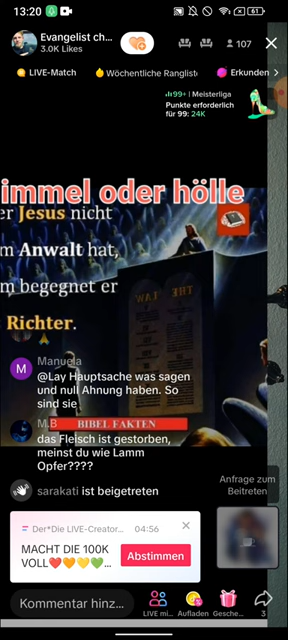 13:20
61
Evangelist ch...
3.0K Likes
107
LIVE-Match
Wöchentliche Rangliste
Erkunden
99+ | Meisterliga
Punkte erforderlich
für 99: 24K
immel oder hölle
er Jesus nicht
m Anwalt hat,
m begegnet er
Richter.
THE LAW
BIBEL FAKTEN
M
Manuela
@Lay Hauptsache was sagen
und null Ahnung haben. So
sind sie
M.B
das Fleisch ist gestorben,
meinst du wie Lamm
Opfer????
sarakati ist beigetreten
Anfrage zum
Beitreten
Der*Die LIVE-Creator...
04:56
MACHT DIE 100K
VOLL❤️🧡💛💚...
Abstimmen
Kommentar hinz...
LIVE mi...
Aufladen
Gesche...
3